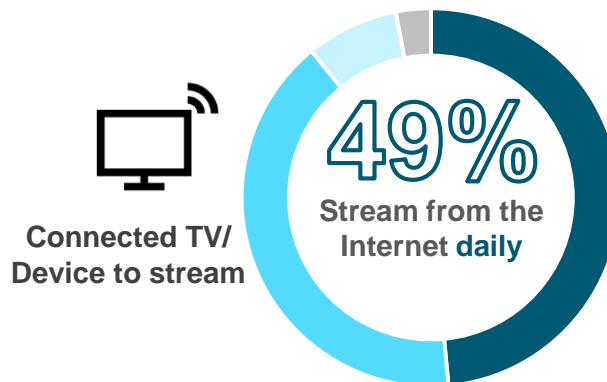 49%
Stream from the
Internet daily
Connected TV/
Device to stream